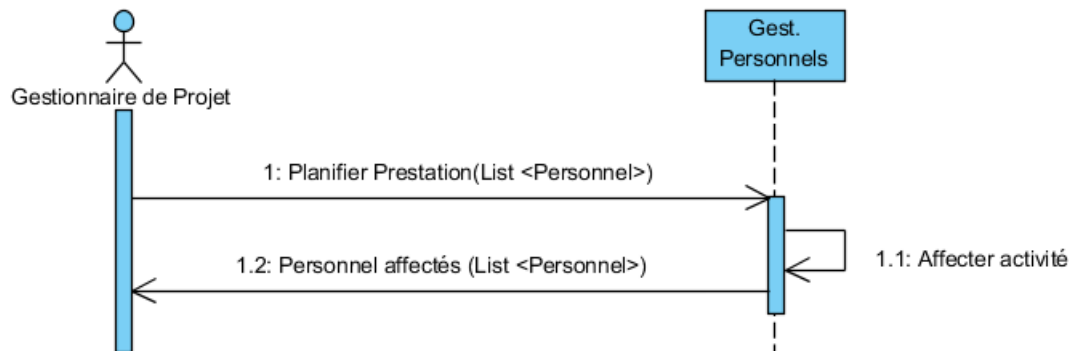 Gest.
Personnels
Gestionnaire de Projet
1: Planifier Prestation(List <Personnel>)
1.1: Affecter activité
1.2: Personnel affectés (List <Personnel>)